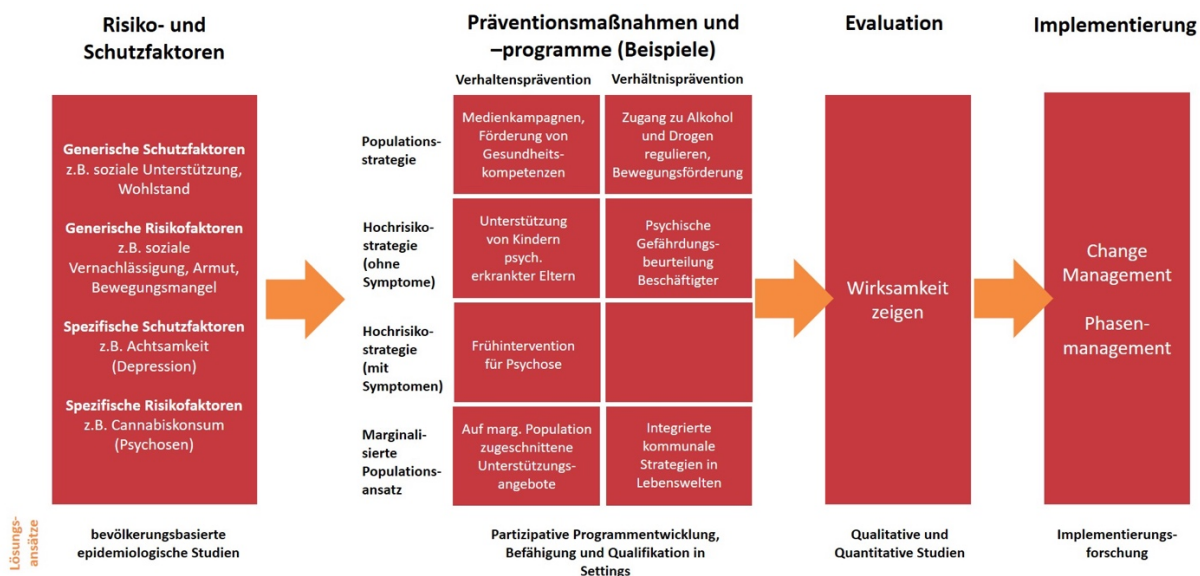 Risiko- und
Schutzfaktoren
Generische Schutzfaktoren
z.B. soziale Unterstützung,
Wohlstand
Generische Risikofaktoren
z.B. soziale
Vernachlässigung, Armut,
Bewegungsmangel
Spezifische Schutzfaktoren
z.B. Achtsamkeit
(Depression)
Spezifische Risikofaktoren
z.B. Cannabiskonsum
(Psychosen)
Präventionsmaßnahmen und
–programme (Beispiele)
Verhaltensprävention
Verhältnisprävention
Populations-
strategie
Medienkampagnen,
Förderung von
Gesundheits-
kompetenzen
Zugang zu Alkohol
und Drogen
regulieren,
Bewegungsförderung
Hochrisiko-
strategie
(ohne
Symptome)
Unterstützung
von Kindern
psych.
erkrankter Eltern
Psychische
Gefährdungs-
beurteilung
Beschäftigter
Hochrisiko-
strategie
(mit
Symptomen)
Frühintervention
für Psychose
Marginali-
sierte
Populations-
ansatz
Auf marg. Population
zugeschnittene
Unterstützungs-
angebote
Integrierte
kommunale
Strategien in
Lebenswelten
Evaluation
Wirksamkeit
zeigen
Implementierung
Change
Management
Phasen-
management
Lösungs-
ansätze
bevölkerungsbasierte
epidemiologische Studien
Partizipative Programmentwicklung,
Befähigung und Qualifikation in
Settings
Qualitative und
Quantitative Studien
Implementierungs-
forschung